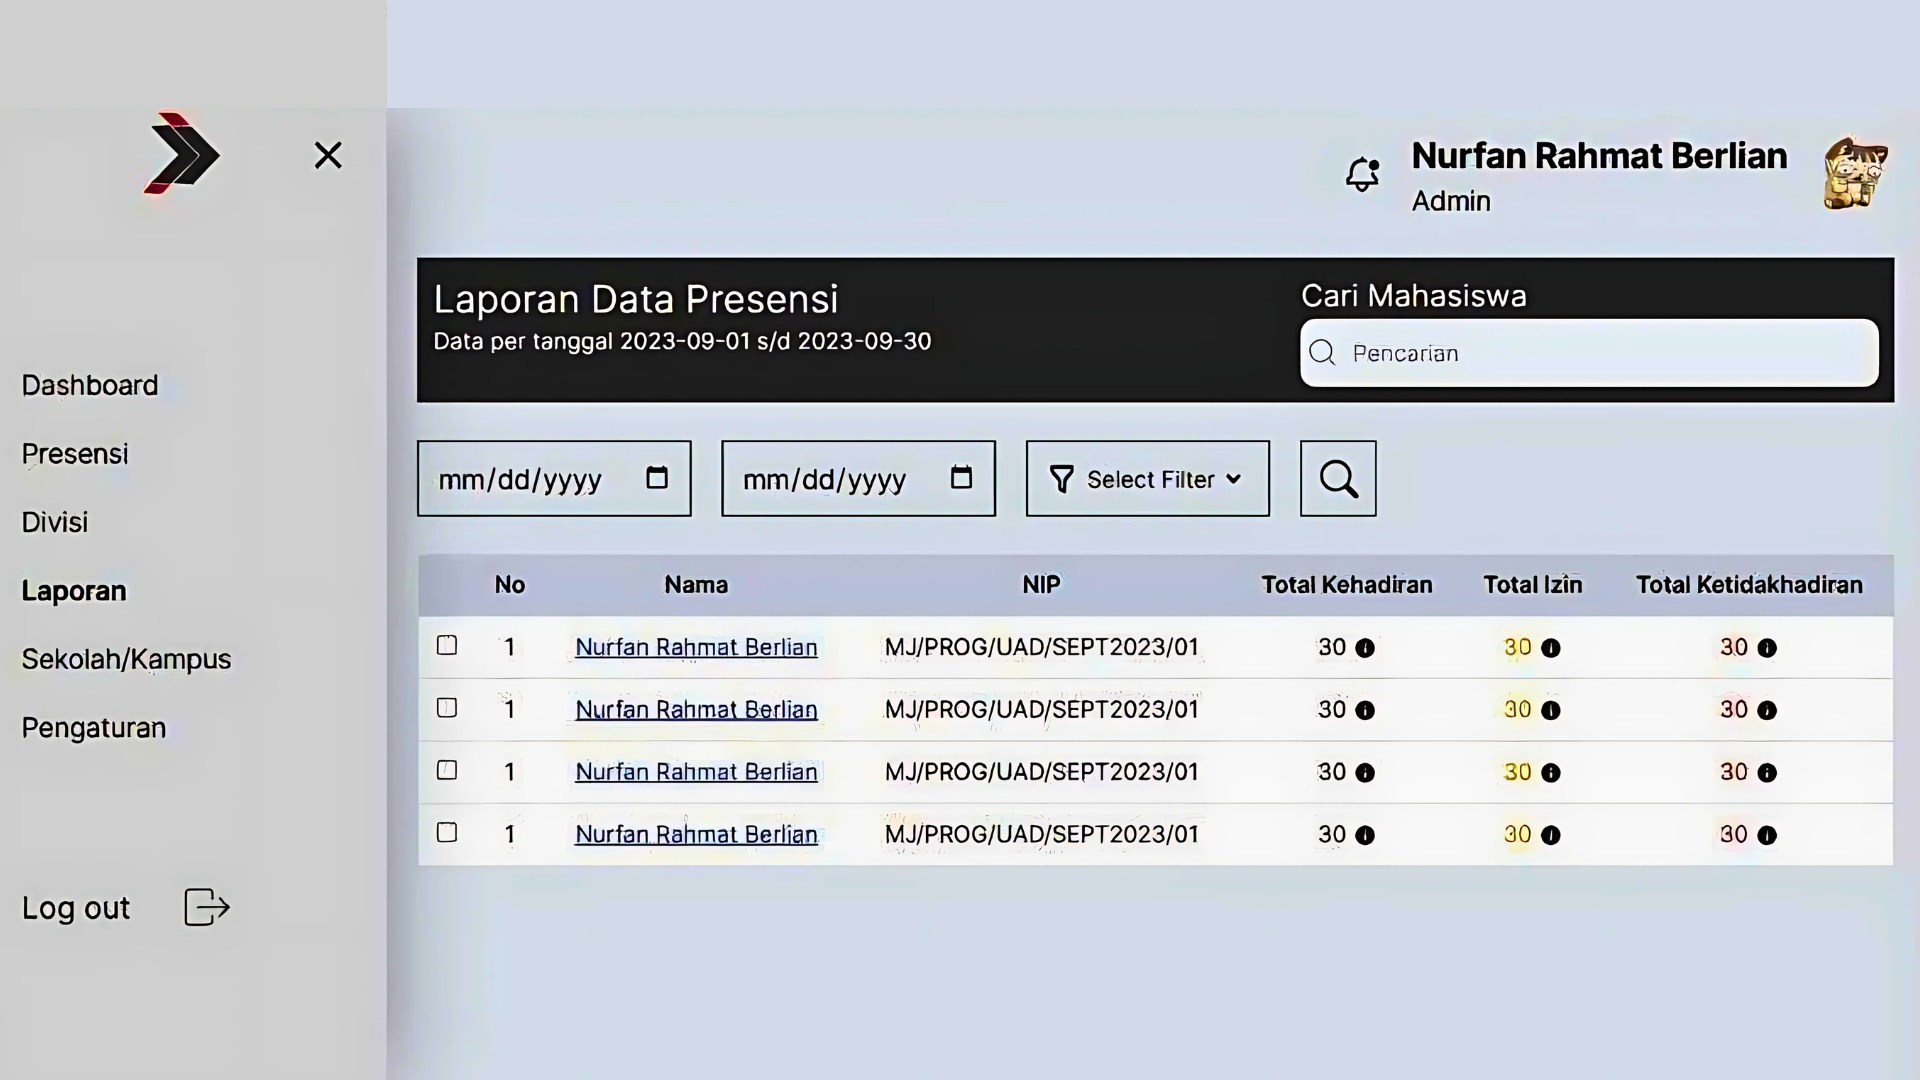 Nurfan Rahmat Berlian
Admin
Dashboard
Presensi
Divisi
Laporan
Sekolah/Kampus
Pengaturan
Log out
Laporan Data Presensi
Data per tanggal 2023-09-01 s/d 2023-09-30
Cari Mahasiswa
Pencarian
mm/dd/yyyy mm/dd/yyyy Select Filter
No Nama NIP Total Kehadiran Total Izin Total Ketidakhadiran
1 Nurfan Rahmat Berlian MJ/PROG/UAD/SEPT2023/01 30 30 30
1 Nurfan Rahmat Berlian MJ/PROG/UAD/SEPT2023/01 30 30 30
1 Nurfan Rahmat Berlian MJ/PROG/UAD/SEPT2023/01 30 30 30
1 Nurfan Rahmat Berlian MJ/PROG/UAD/SEPT2023/01 30 30 30